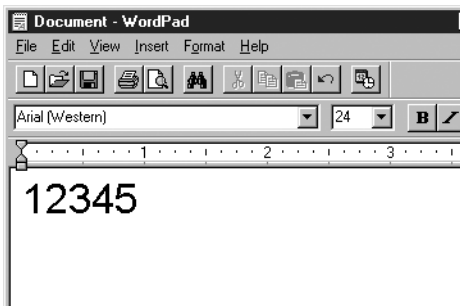 Document - WordPad
File Edit View Insert Format Help
Arial (Western) 24 B I
1 2 3
12345